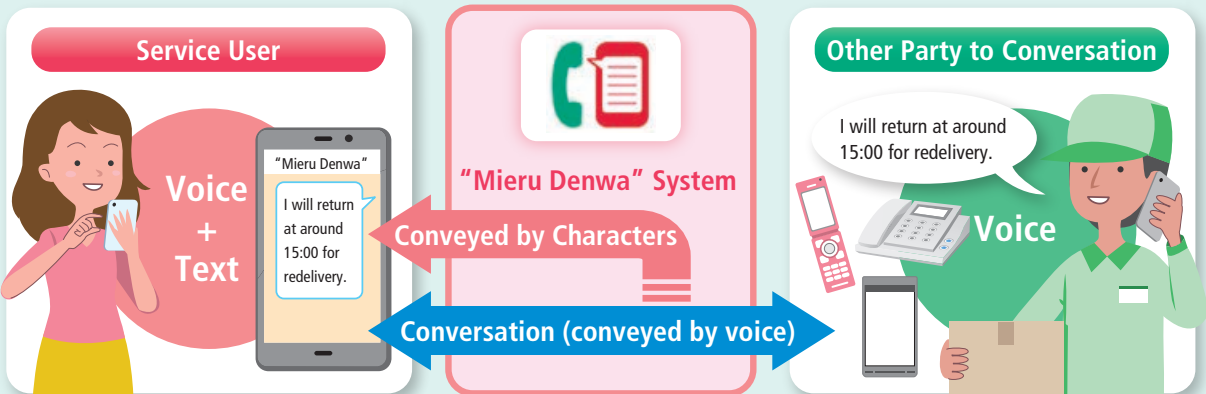 Service User
Voice
+
Text
"Mieru Denwa"
I will return
at around
15:00 for
redelivery.
"Mieru Denwa" System
Conveyed by Characters
Conversation (conveyed by voice)
Other Party to Conversation
I will return at around
15:00 for redelivery.
Voice